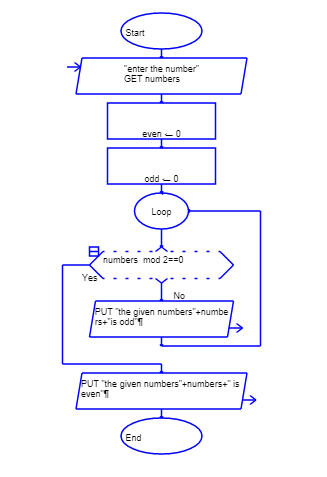 Start
"enter the number"
GET numbers
even ← 0
odd ← 0
Loop
numbers mod 2==0
Yes
No
PUT "the given numbers"+numbe
rs+"is odd"¶
PUT "the given numbers"+numbers+" is
even"¶
End